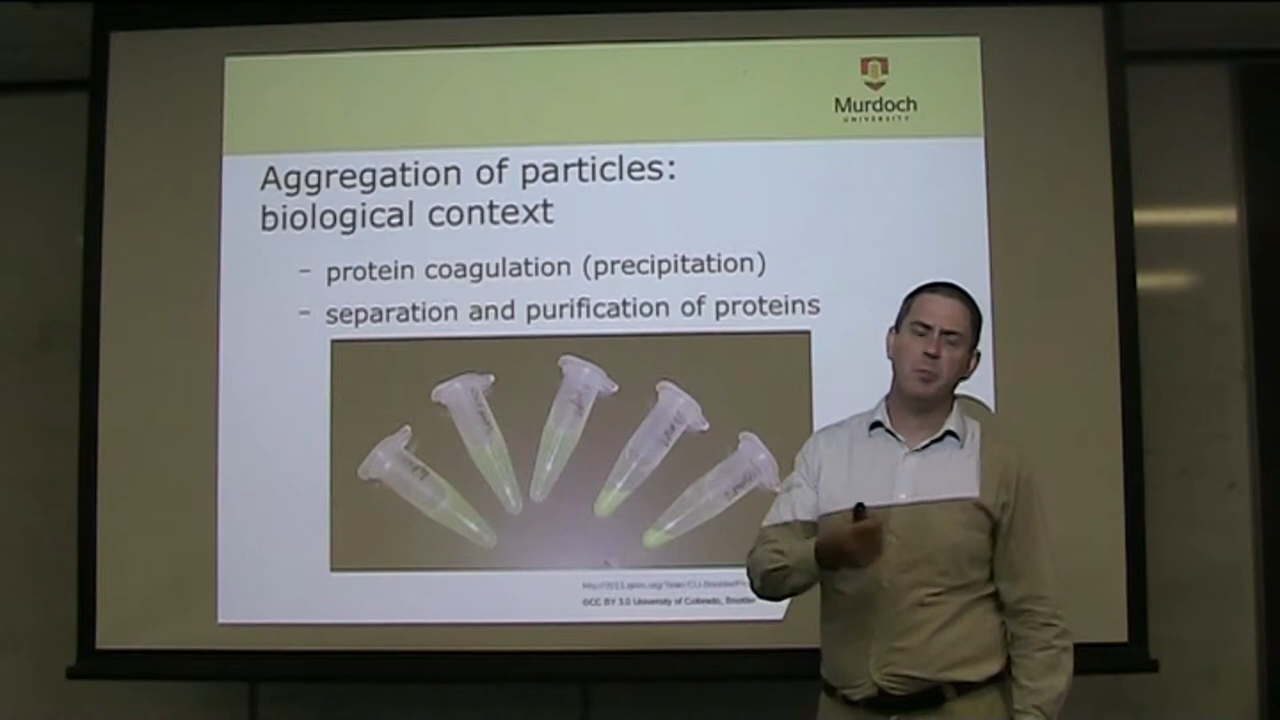 Murdoch
UNIVERSITY
Aggregation of particles:
biological context
– protein coagulation (precipitation)
– separation and purification of proteins
©CC BY 3.0 University of Colorado, Boulder